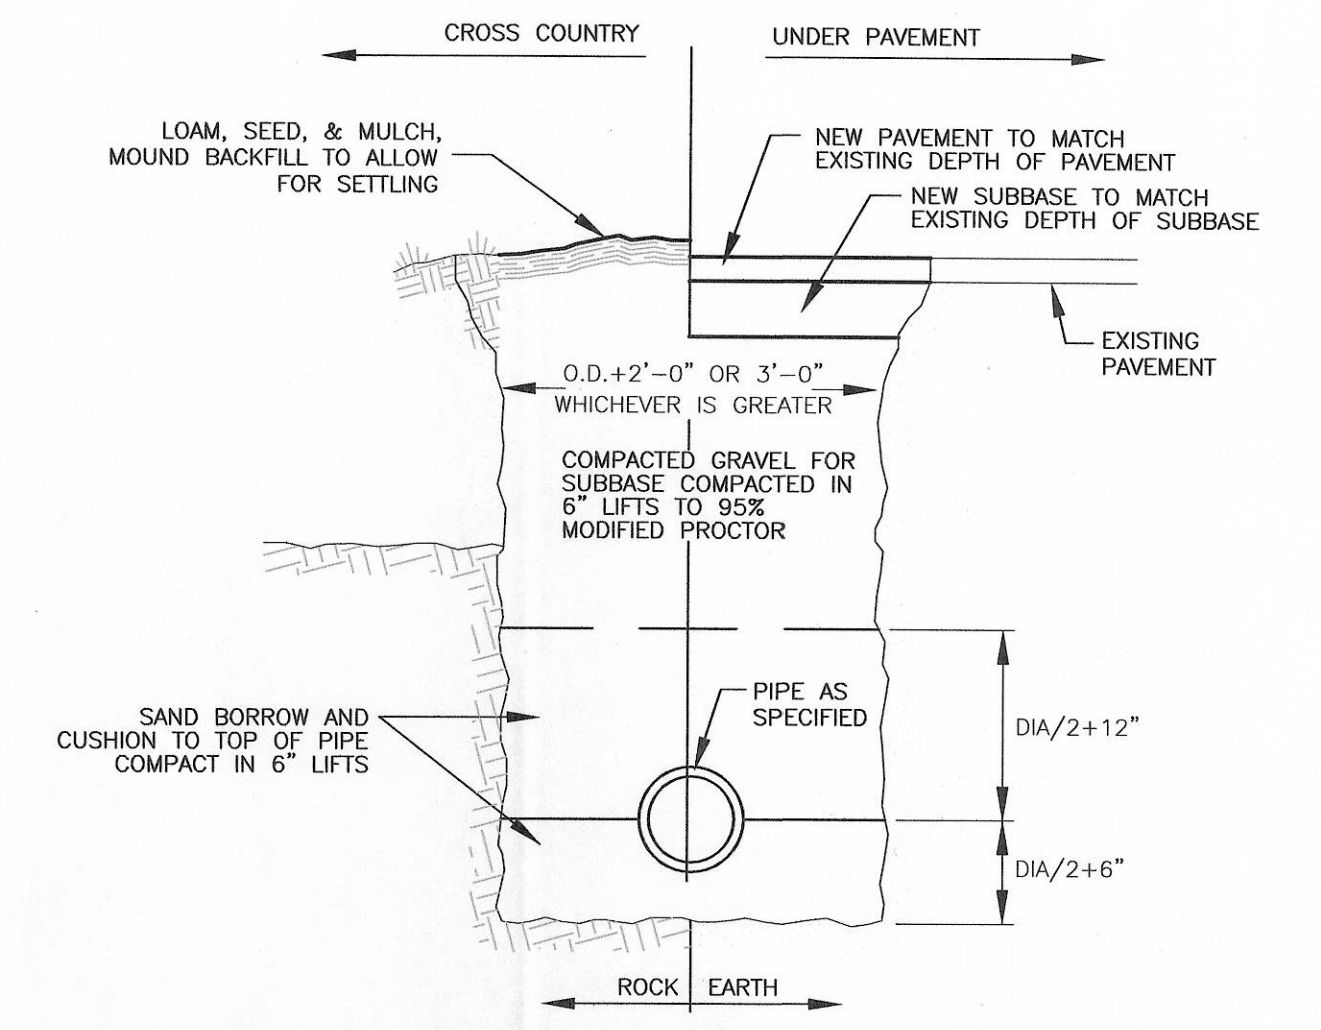 CROSS COUNTRY
UNDER PAVEMENT
LOAM, SEED, & MULCH,
MOUND BACKFILL TO ALLOW
FOR SETTLING
NEW PAVEMENT TO MATCH
EXISTING DEPTH OF PAVEMENT
NEW SUBBASE TO MATCH
EXISTING DEPTH OF SUBBASE
EXISTING
PAVEMENT
O.D.+2'-0" OR 3'-0"
WHICHEVER IS GREATER
COMPACTED GRAVEL FOR
SUBBASE COMPACTED IN
6" LIFTS TO 95%
MODIFIED PROCTOR
PIPE AS
SPECIFIED
SAND BORROW AND
CUSHION TO TOP OF PIPE
COMPACT IN 6" LIFTS
DIA/2+12"
DIA/2+6"
ROCK
EARTH